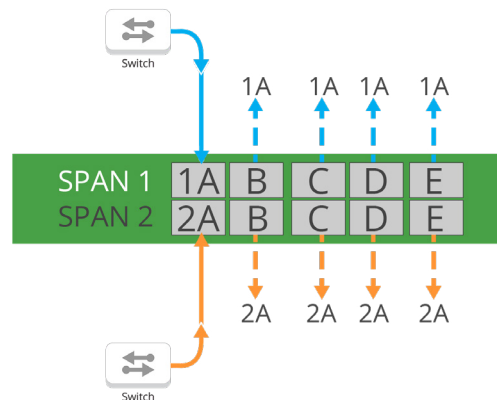 Switch
1A 1A 1A 1A
SPAN 1 1A B C D E
SPAN 2 2A B C D E
2A 2A 2A 2A
Switch